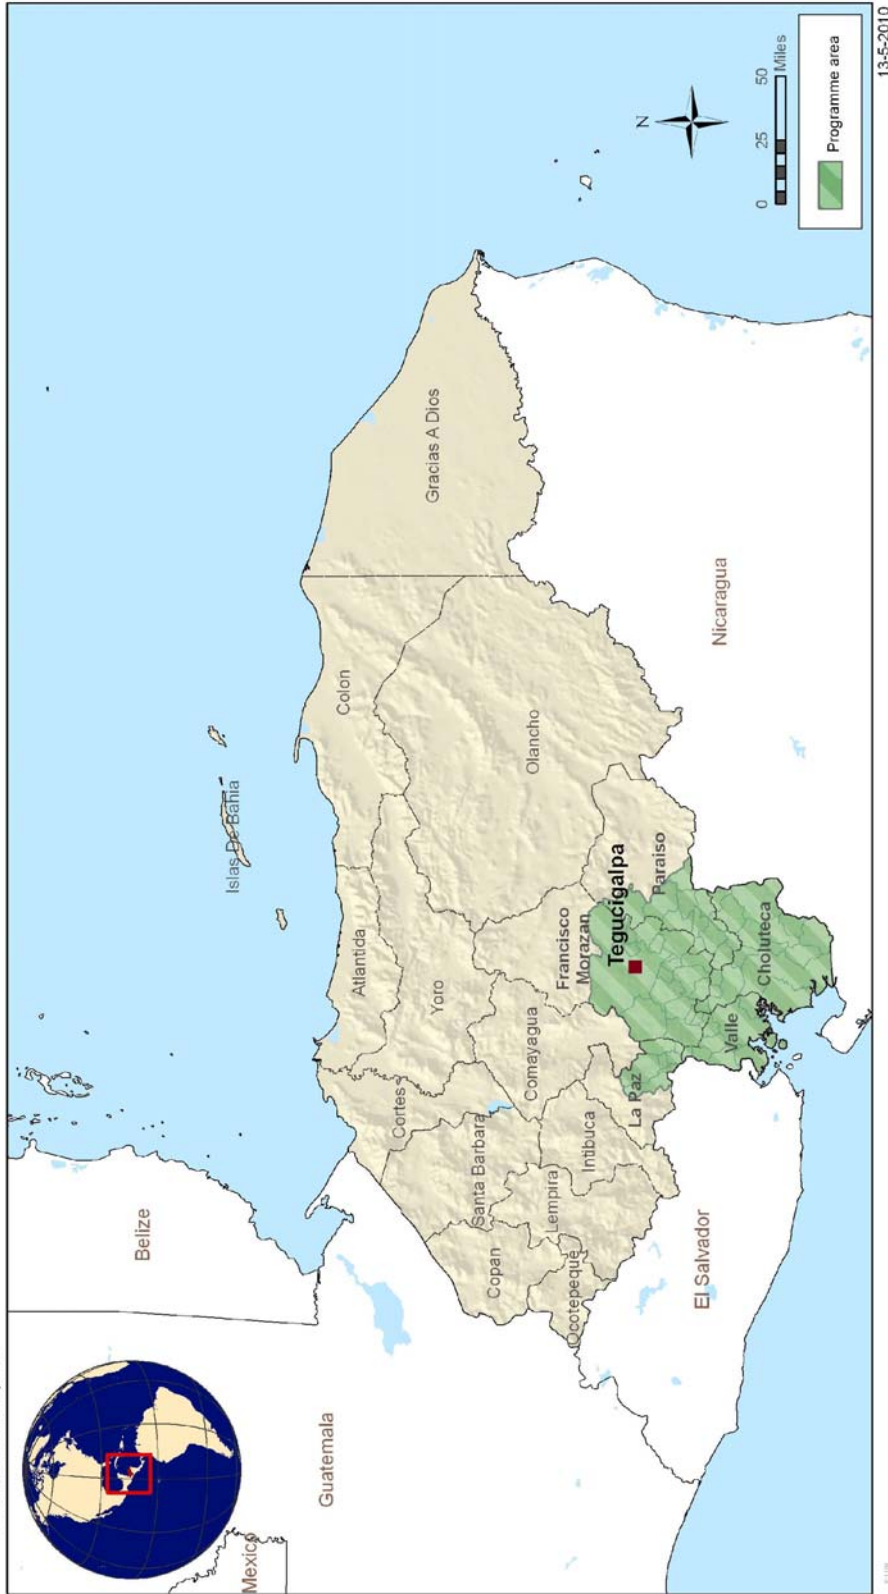 Mexico
Guatemala
Belize
Islas De Bahia
Atlantida
Colon
Gracias A Dios
Cortes
Yoro
Santa Barbara
Copan
Lempira
Ocotepeque
Intibuca
Comayagua
La Paz
Francisco
Morazan
Olancho
Tegucigalpa
Paraiso
Valle
Choluteca
El Salvador
Nicaragua
N
0 25 50
Miles
Programme area
13-5-2010